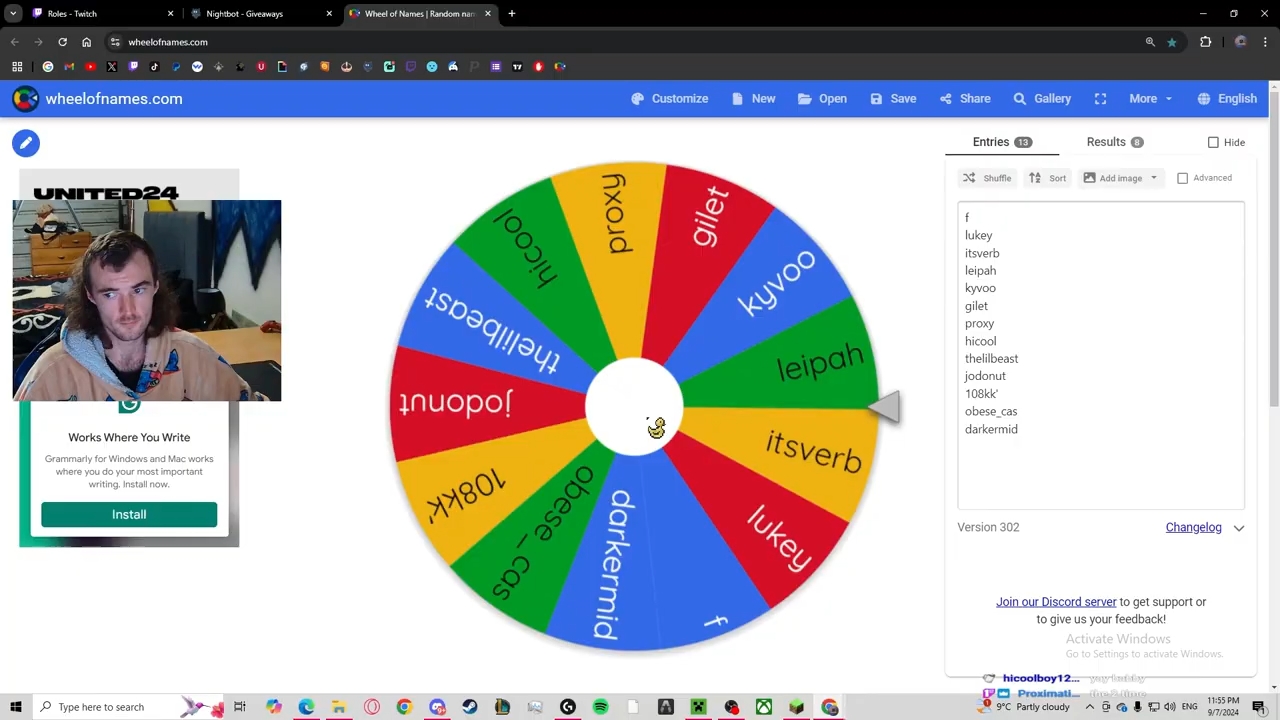 Roles - Twitch
Nightbot - Giveaways
Wheel of Names | Random nam
wheelofnames.com
wheelofnames.com
Customize
New
Open
Save
Share
Gallery
More
English
Entries 13
Results 8
Hide
Shuffle
Sort
Add image
Advanced
f
lukey
itsverb
leipah
kyvoo
gilet
proxy
hicool
thelilbeast
jodonut
108kk'
obese_cas
darkermid
gilet
kyvoo
leipah
itsverb
lukey
f
darkermid
obese_cas
108kk'
jodonut
thelilbeast
hicool
proxy
UNITED24
Works Where You Write
Grammarly for Windows and Mac works
where you do your most important
writing. Install now.
Install
Version 302
Changelog
Join our Discord server to get support or
to give us your feedback!
Activate Windows
Go to Settings to activate Windows.
hicoolboy12...
Proximati...
Type here to search
9°C Partly cloudy
11:55 PM
9/7/2024